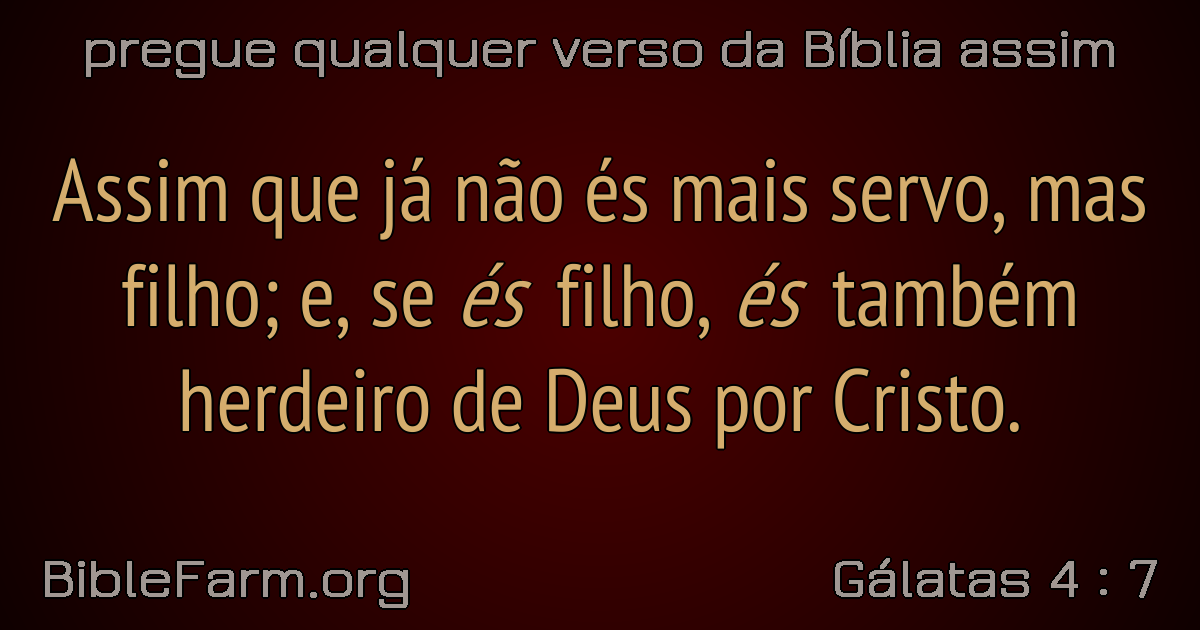 pregue qualquer verso da Bíblia assim
Assim que já não és mais servo, mas
filho; e, se és filho, és também
herdeiro de Deus por Cristo.
BibleFarm.org
Gálatas 4 : 7